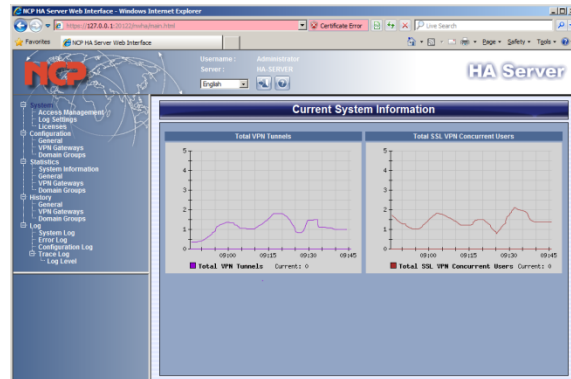 NCP HA Server Web Interface - Windows Internet Explorer
https://127.0.0.1:20122/nwha/main.html
Certificate Error
Live Search
Favorites
NCP HA Server Web Interface
Page
Safety
Tools
NCP
Username :
Administrator
Server :
HA SERVER
English
HA Server
System
Access Management
Log Settings
Licenses
Configuration
General
VPN Gateways
Domain Groups
Statistics
System Information
General
VPN Gateways
Domain Groups
History
General
VPN Gateways
Domain Groups
Log
System Log
Error Log
Configuration Log
Trace Log
Log Level
Current System Information
Total VPN Tunnels
5
4
3
2
1
0
09:00 09:15 09:30 09:45
Total VPN Tunnels Current: 0
Total SSL VPN Concurrent Users
5
4
3
2
1
0
09:00 09:15 09:30 09:45
Total SSL VPN Concurrent Users Current: 0